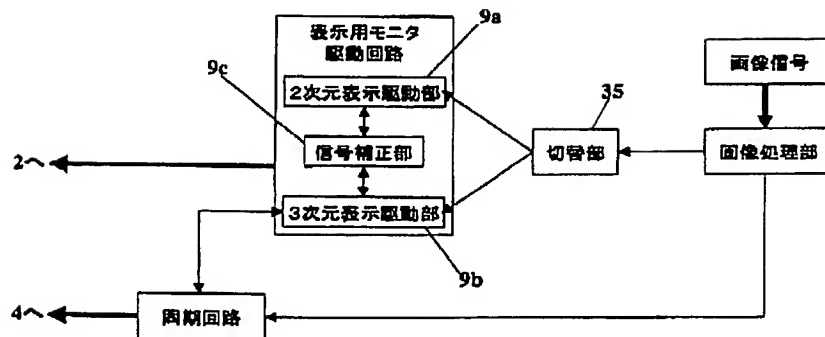 表示用モニタ
駆動回路
9a
9c
2次元表示駆動部
信号補正部
3次元表示駆動部
9b
画像信号
35
切替部
画像処理部
2へ
4へ
同期回路